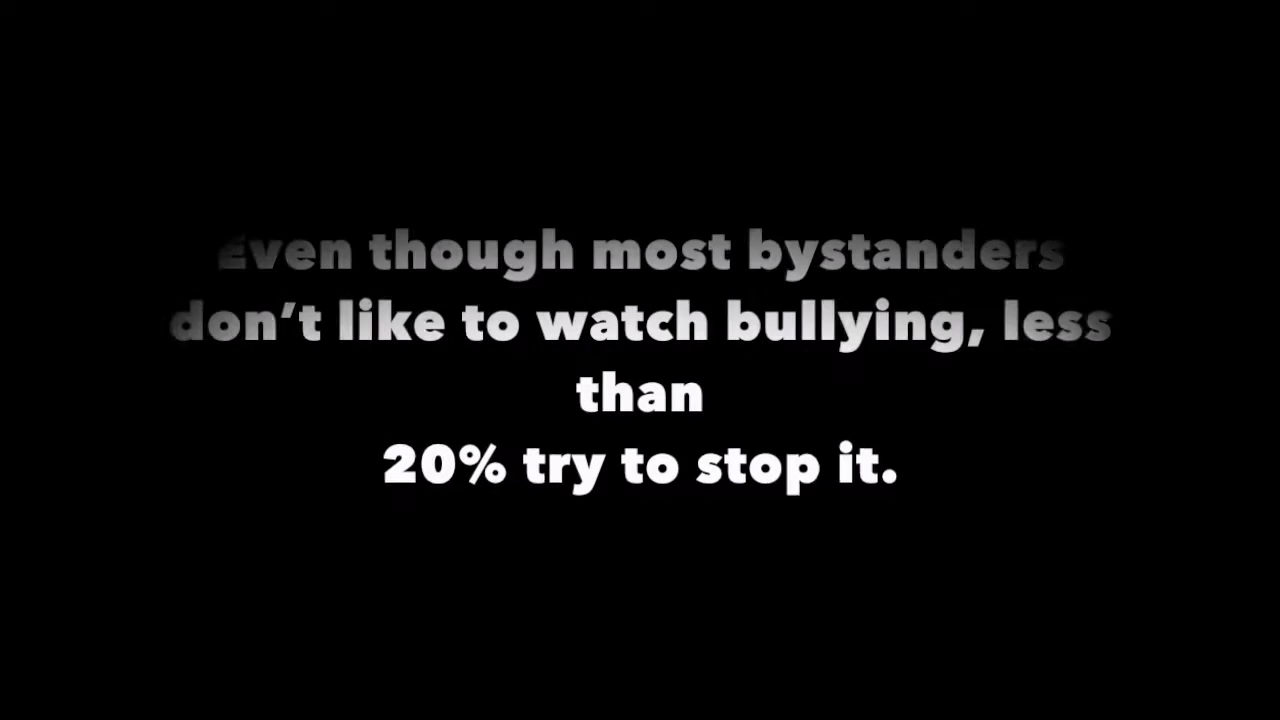 Even though most bystanders
don’t like to watch bullying, less
than
20% try to stop it.